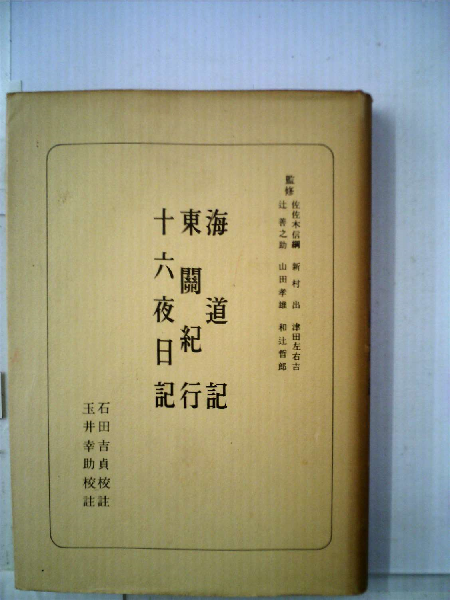 監修 佐佐木信綱 新村出 津田左右吉
辻善之助 山田孝雄 和辻哲郎
海道記
東關紀行
十六夜日記
石田吉貞校註
玉井幸助校註